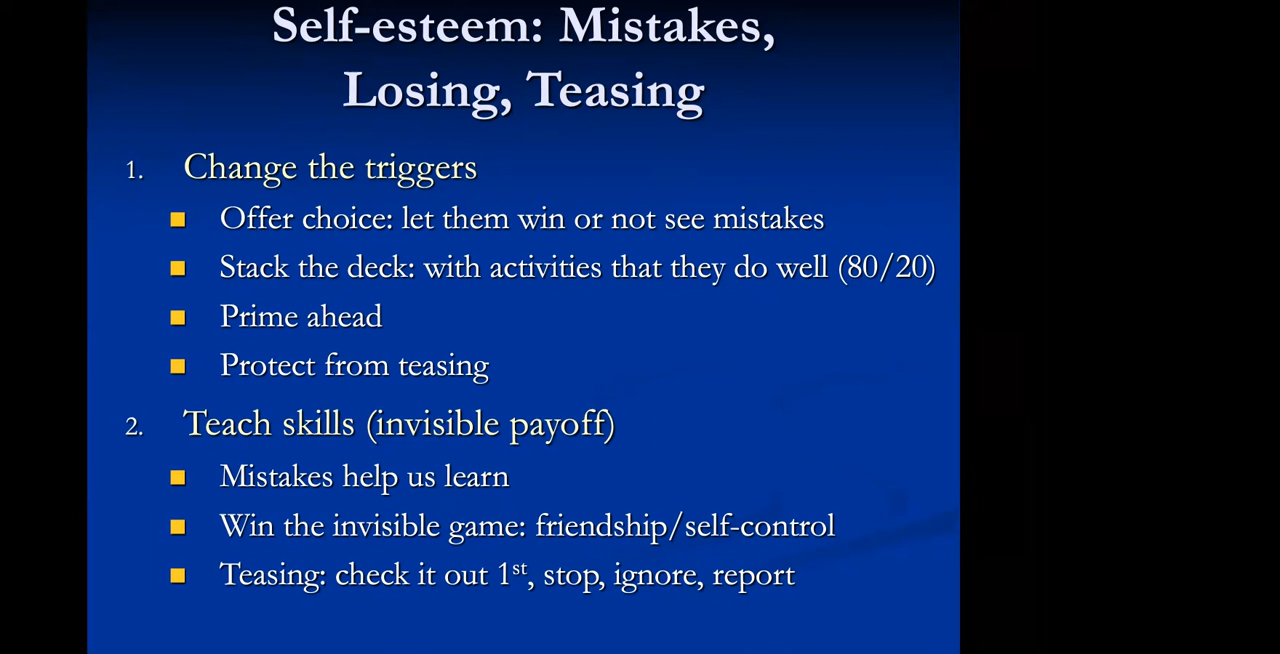 Self-esteem: Mistakes,
Losing, Teasing
1. Change the triggers
■ Offer choice: let them win or not see mistakes
■ Stack the deck: with activities that they do well (80/20)
■ Prime ahead
■ Protect from teasing
2. Teach skills (invisible payoff)
■ Mistakes help us learn
■ Win the invisible game: friendship/self-control
■ Teasing: check it out 1st, stop, ignore, report